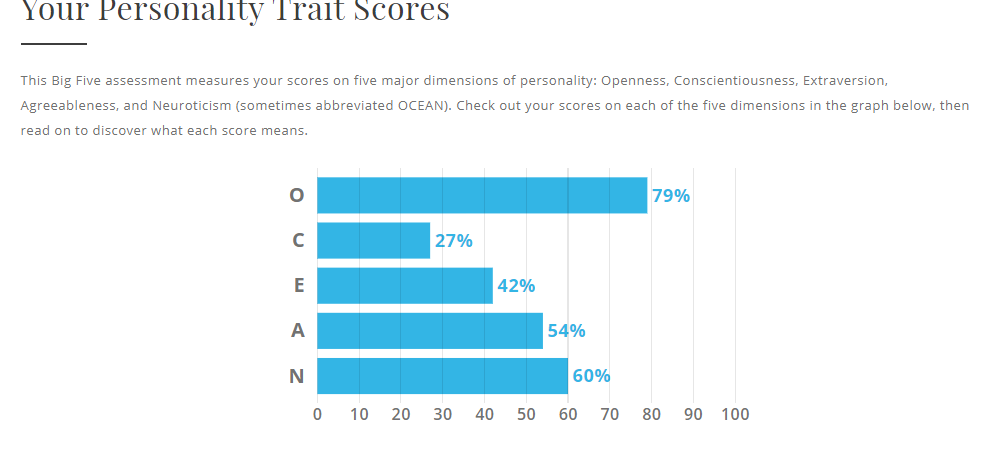 Your Personality Trait Scores
This Big Five assessment measures your scores on five major dimensions of personality: Openness, Conscientiousness, Extraversion,
Agreeableness, and Neuroticism (sometimes abbreviated OCEAN). Check out your scores on each of the five dimensions in the graph below, then
read on to discover what each score means.
O 79%
C 27%
E 42%
A 54%
N 60%
0 10 20 30 40 50 60 70 80 90 100